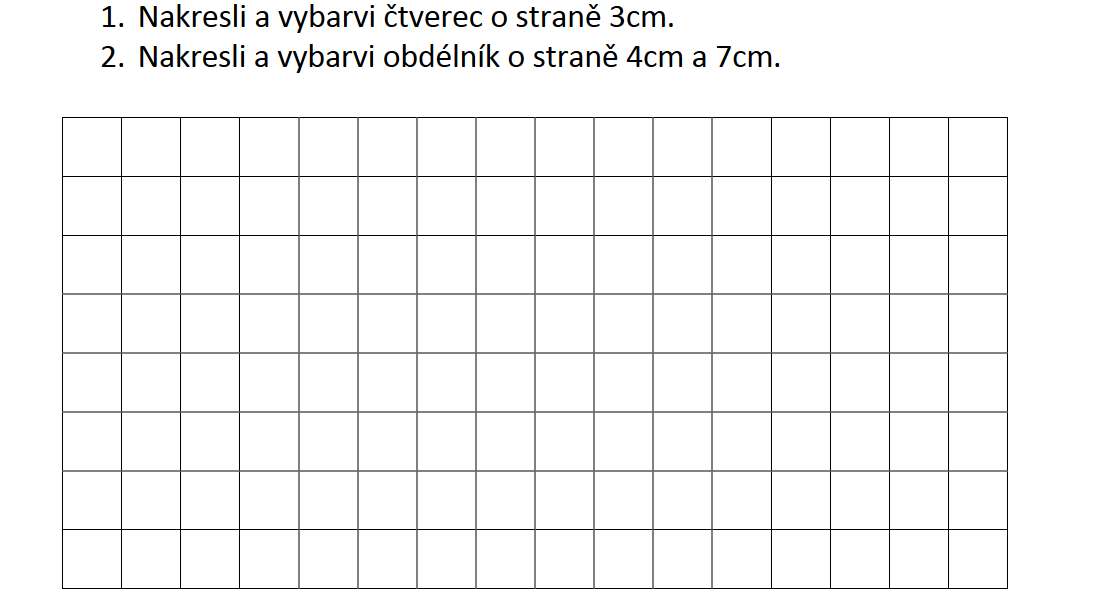 1. Nakresli a vybarvi čtverec o straně 3cm.
2. Nakresli a vybarvi obdélník o straně 4cm a 7cm.